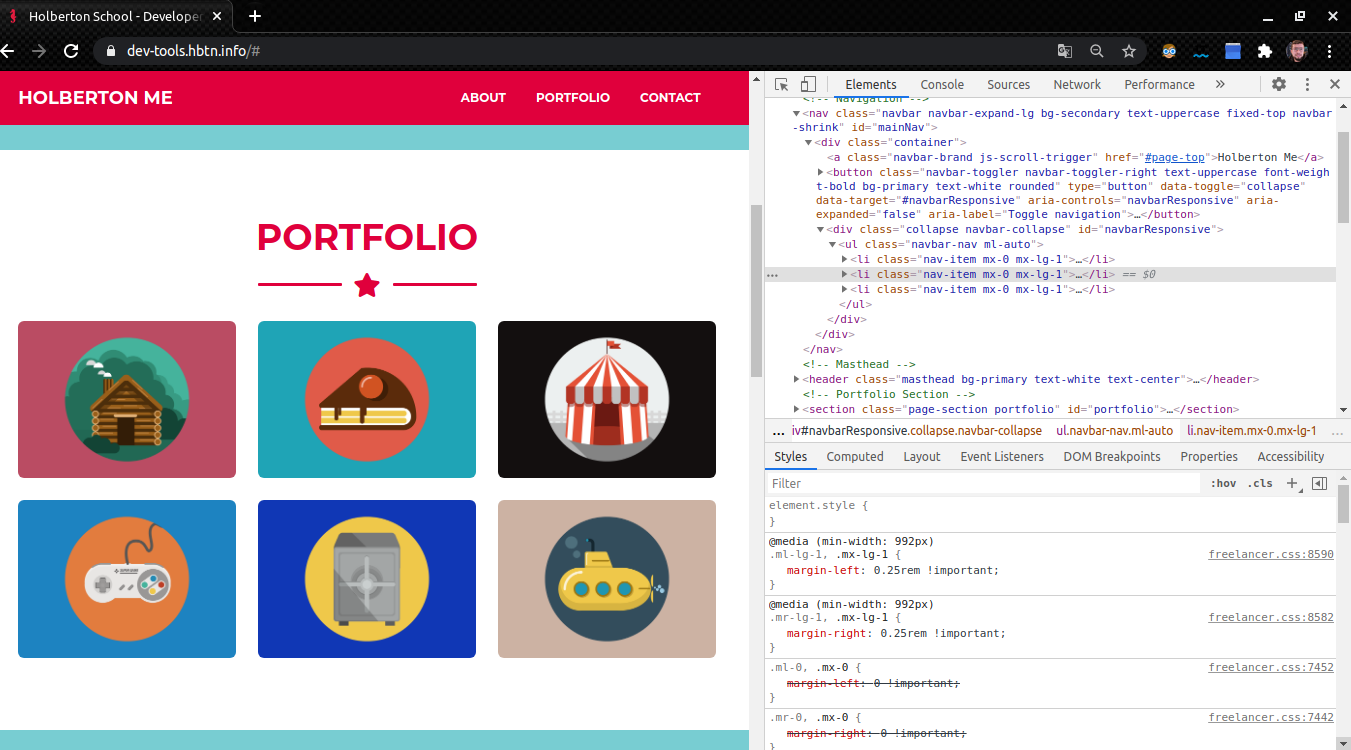 Holberton School - Develope
dev-tools.hbtn.info/#
HOLBERTON ME
ABOUT
PORTFOLIO
CONTACT
PORTFOLIO
Elements
Console
Sources
Network
Performance
<!-- Navigation -->
<nav class="navbar navbar-expand-lg bg-secondary text-uppercase fixed-top navbar
-shrink" id="mainNav">
<div class="container">
<a class="navbar-brand js-scroll-trigger" href="#page-top">Holberton Me</a>
<button class="navbar-toggler navbar-toggler-right text-uppercase font-weigh
t-bold bg-primary text-white rounded" type="button" data-toggle="collapse"
data-target="#navbarResponsive" aria-controls="navbarResponsive" aria-
expanded="false" aria-label="Toggle navigation">…</button>
<div class="collapse navbar-collapse" id="navbarResponsive">
<ul class="navbar-nav ml-auto">
<li class="nav-item mx-0 mx-lg-1">…</li>
<li class="nav-item mx-0 mx-lg-1">…</li> == $0
<li class="nav-item mx-0 mx-lg-1">…</li>
</ul>
</div>
</div>
</nav>
<!-- Masthead -->
<header class="masthead bg-primary text-white text-center">…</header>
<!-- Portfolio Section -->
<section class="page-section portfolio" id="portfolio">…</section>
... iv#navbarResponsive.collapse.navbar-collapse ul.navbar-nav.ml-auto li.nav-item.mx-0.mx-lg-1 ...
Styles
Computed
Layout
Event Listeners
DOM Breakpoints
Properties
Accessibility
Filter
:hov .cls
element.style {
}
@media (min-width: 992px)
.ml-lg-1, .mx-lg-1 { freelancer.css:8590
margin-left: 0.25rem !important;
}
@media (min-width: 992px)
.mr-lg-1, .mx-lg-1 { freelancer.css:8582
margin-right: 0.25rem !important;
}
.ml-0, .mx-0 { freelancer.css:7452
margin-left: 0 !important;
}
.mr-0, .mx-0 { freelancer.css:7442
margin-right: 0 !important;
}